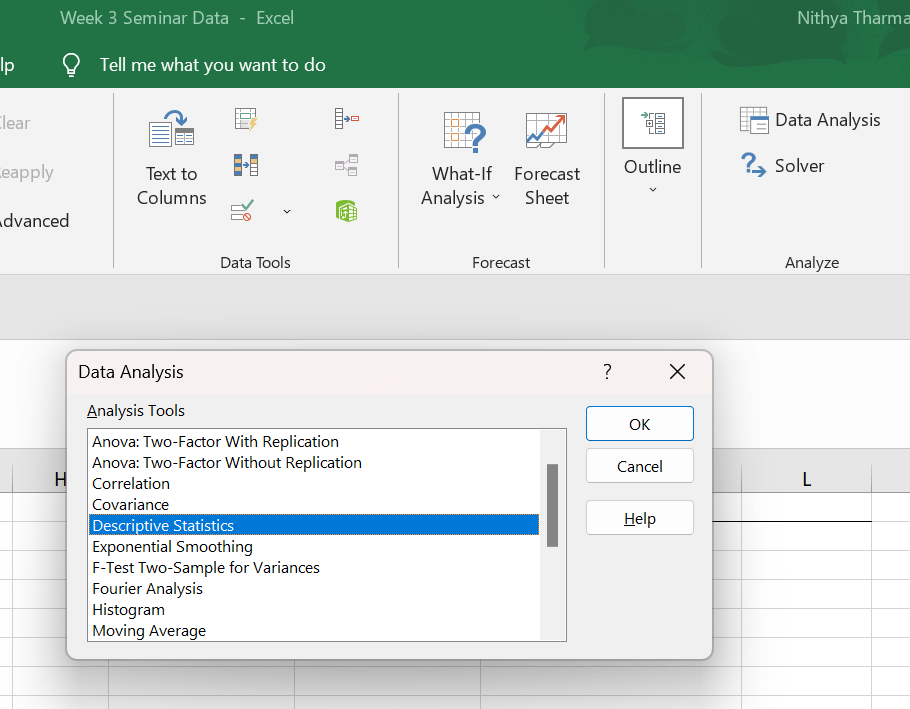 Week 3 Seminar Data - Excel
Nithya Tharma
lp
Tell me what you want to do
Clear
Reapply
Advanced
Text to
Columns
Data Tools
What-If
Analysis
Forecast
Sheet
Forecast
Outline
Data Analysis
Solver
Analyze
Data Analysis
?
Analysis Tools
Anova: Two-Factor With Replication
Anova: Two-Factor Without Replication
Correlation
Covariance
Descriptive Statistics
Exponential Smoothing
F-Test Two-Sample for Variances
Fourier Analysis
Histogram
Moving Average
OK
Cancel
Help
H
L